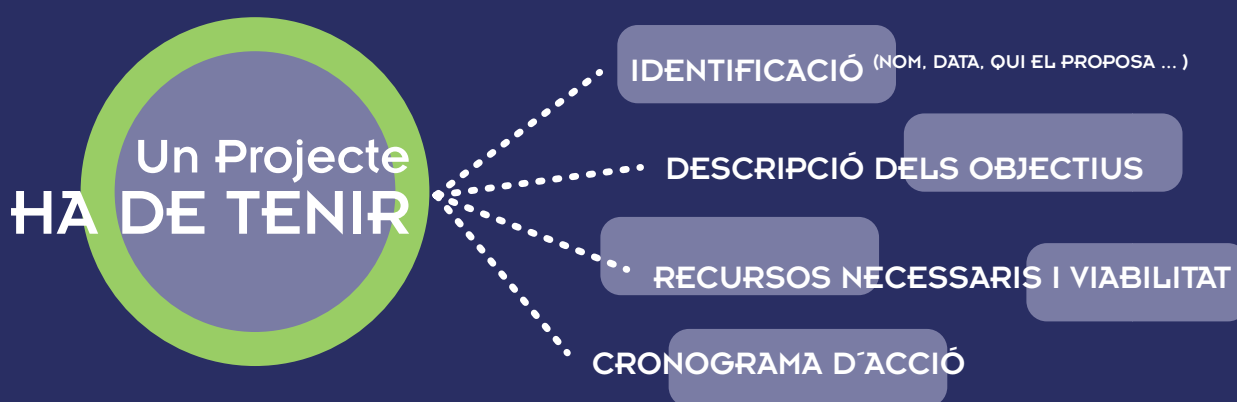 Un Projecte
HA DE TENIR
IDENTIFICACIÓ (NOM, DATA, QUI EL PROPOSA ... )
DESCRIPCIÓ DELS OBJECTIUS
RECURSOS NECESSARIS I VIABILITAT
CRONOGRAMA D´ACCIÓ